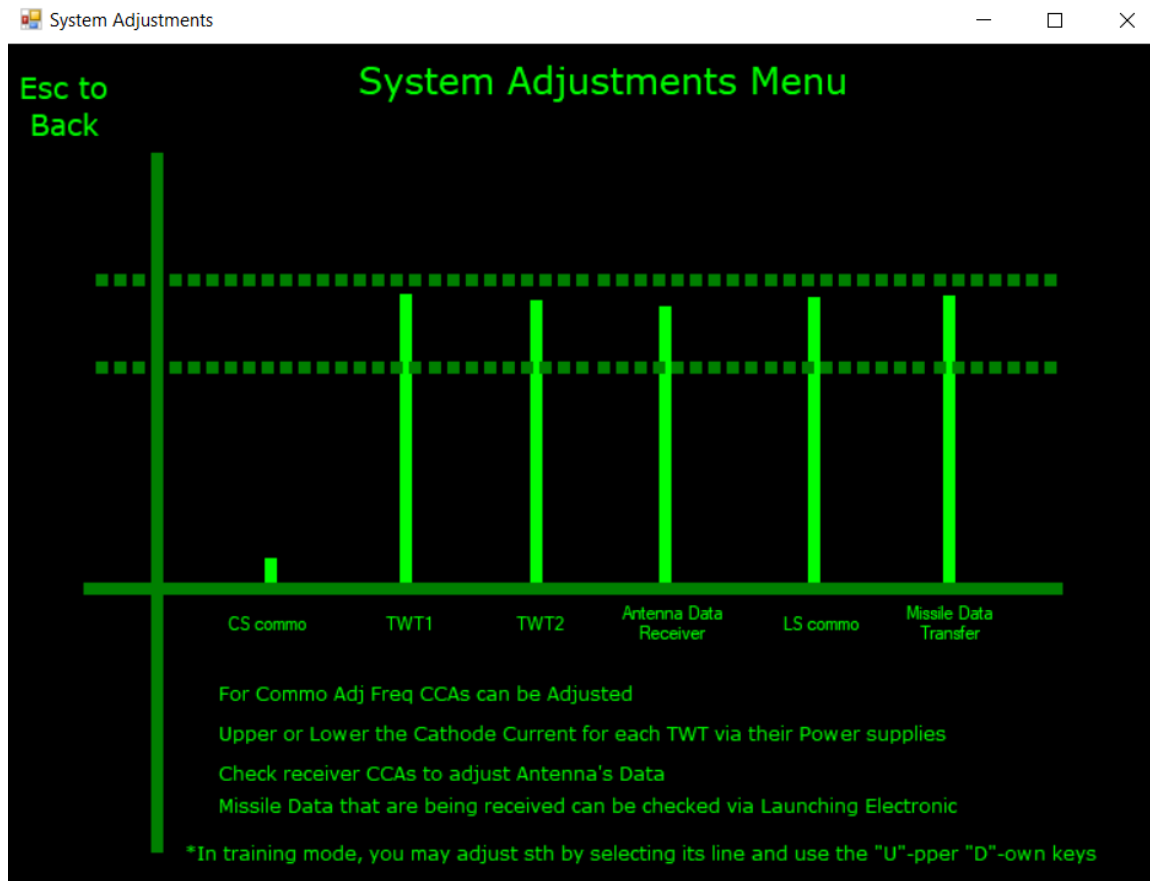 System Adjustments
System Adjustments Menu
Esc to
Back
CS commo
TWT1
TWT2
Antenna Data
Receiver
LS commo
Missile Data
Transfer
For Commo Adj Freq CCAs can be Adjusted
Upper or Lower the Cathode Current for each TWT via their Power supplies
Check receiver CCAs to adjust Antenna's Data
Missile Data that are being received can be checked via Launching Electronic
*In training mode, you may adjust sth by selecting its line and use the "U"-pper "D"-own keys